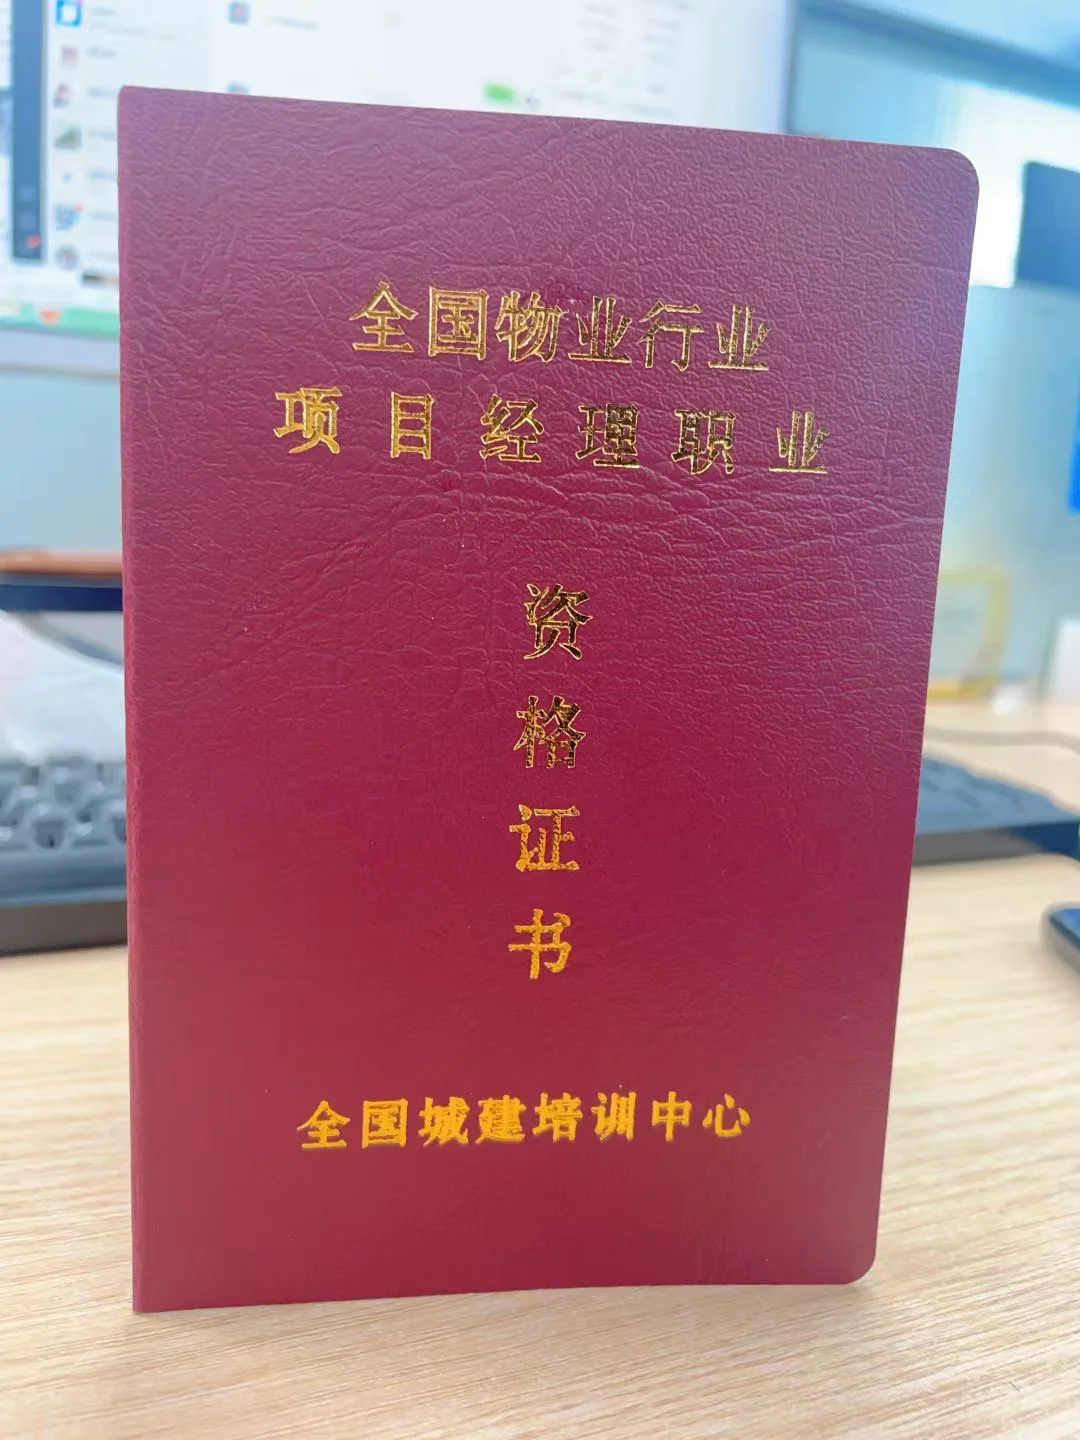 全国物业行业
项目经理职业
资
格
证
书
全国城建培训中心